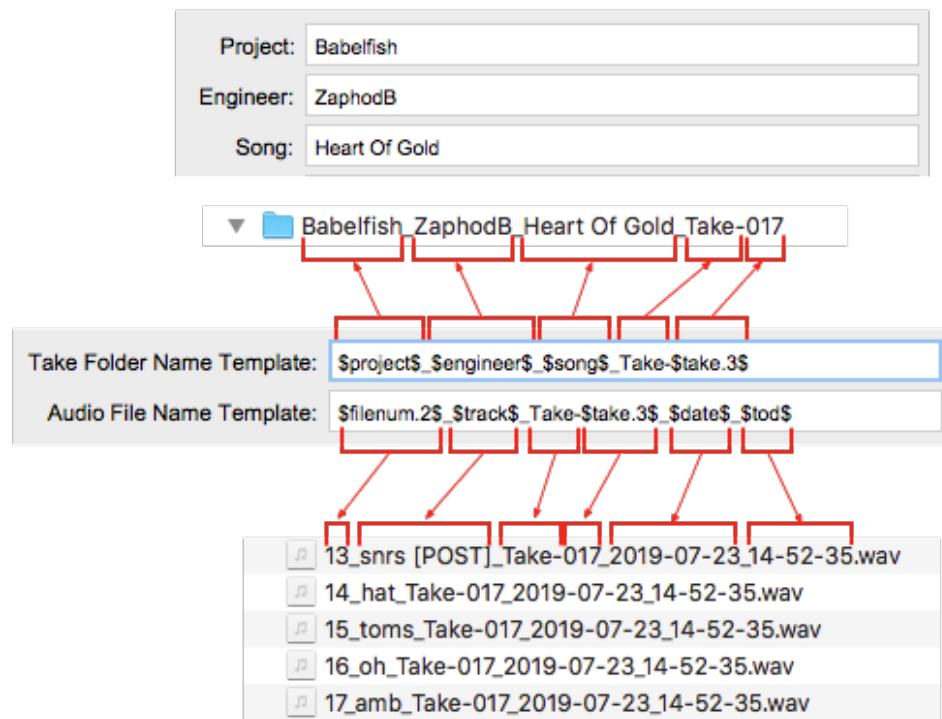 Project: Babelfish
Engineer: ZaphodB
Song: Heart Of Gold
Babelfish_ZaphodB_Heart Of Gold_Take-017
Take Folder Name Template: $project$_$engineer$_$song$_Take-$take.3$
Audio File Name Template: $filenum.2$_$track$_Take-$take.3$_$date$_$tod$
13_snrs [POST]_Take-017_2019-07-23_14-52-35.wav
14_hat_Take-017_2019-07-23_14-52-35.wav
15_toms_Take-017_2019-07-23_14-52-35.wav
16_oh_Take-017_2019-07-23_14-52-35.wav
17_amb_Take-017_2019-07-23_14-52-35.wav